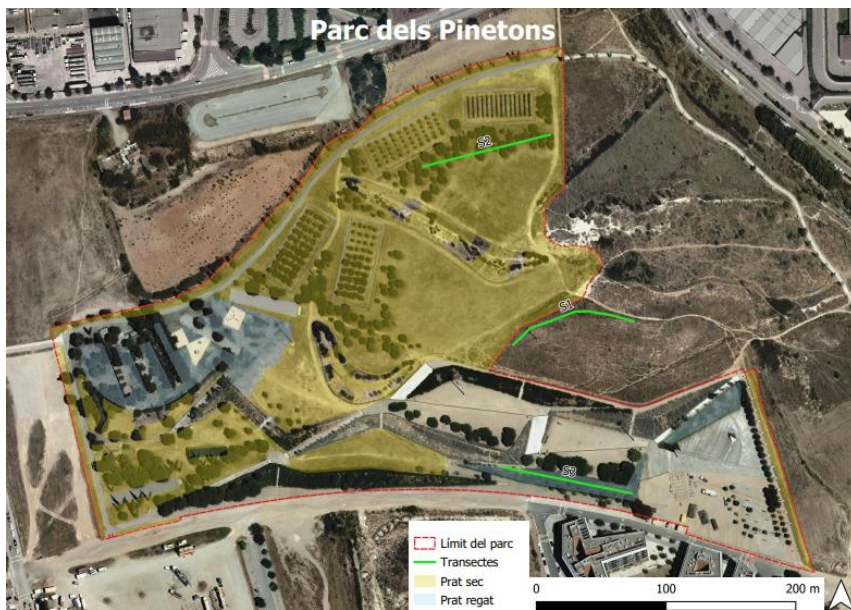 Parc dels Pinetons
S2
S1
S3
Límit del parc
Transectes
Prat sec
Prat regat
0 100 200 m